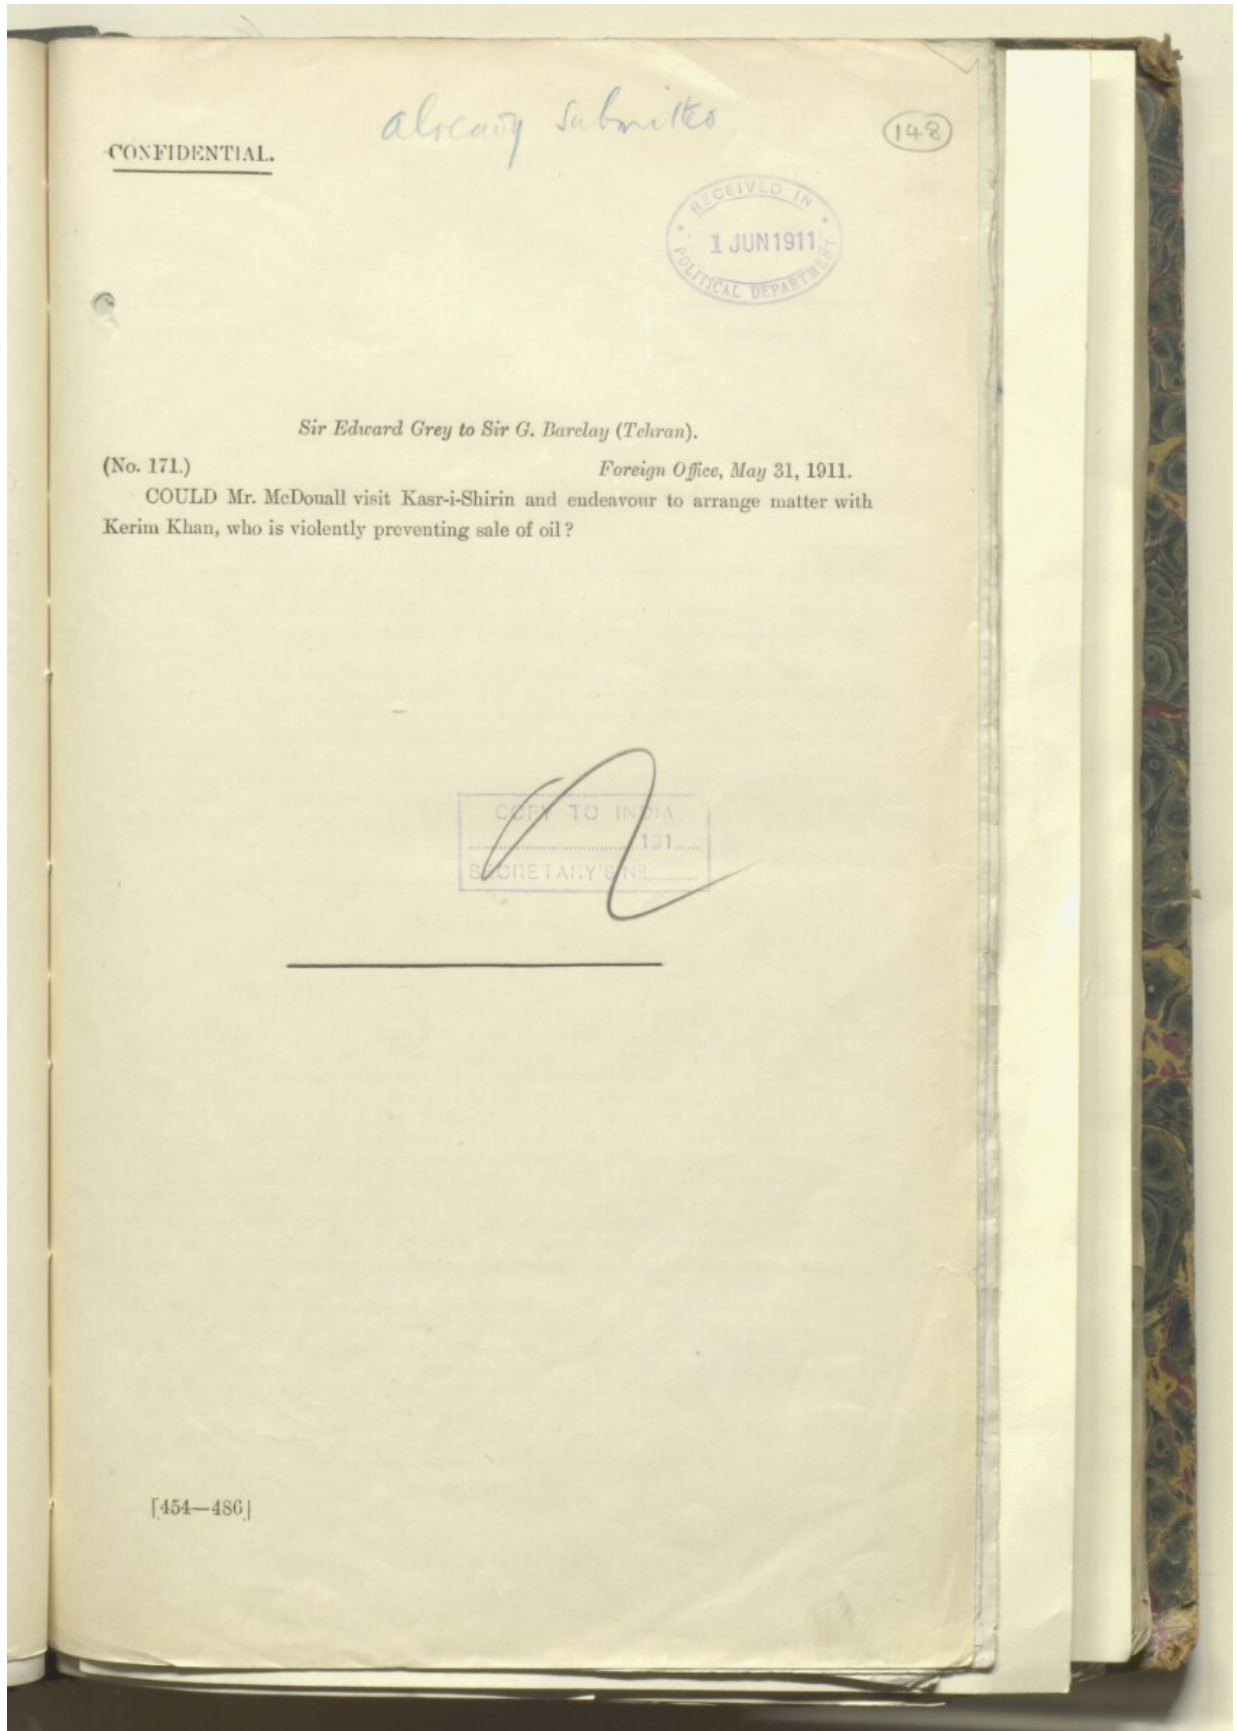 already submitted
148
CONFIDENTIAL.
RECEIVED IN
1 JUN 1911
POLITICAL DEPARTMENT
Sir Edward Grey to Sir G. Barclay (Tehran).
(No. 171.) Foreign Office, May 31, 1911.
COULD Mr. McDouall visit Kasr-i-Shirin and endeavour to arrange matter with
Kerim Khan, who is violently preventing sale of oil?
COPY TO INDIA
191
SECRETARY'S No
[454—486]